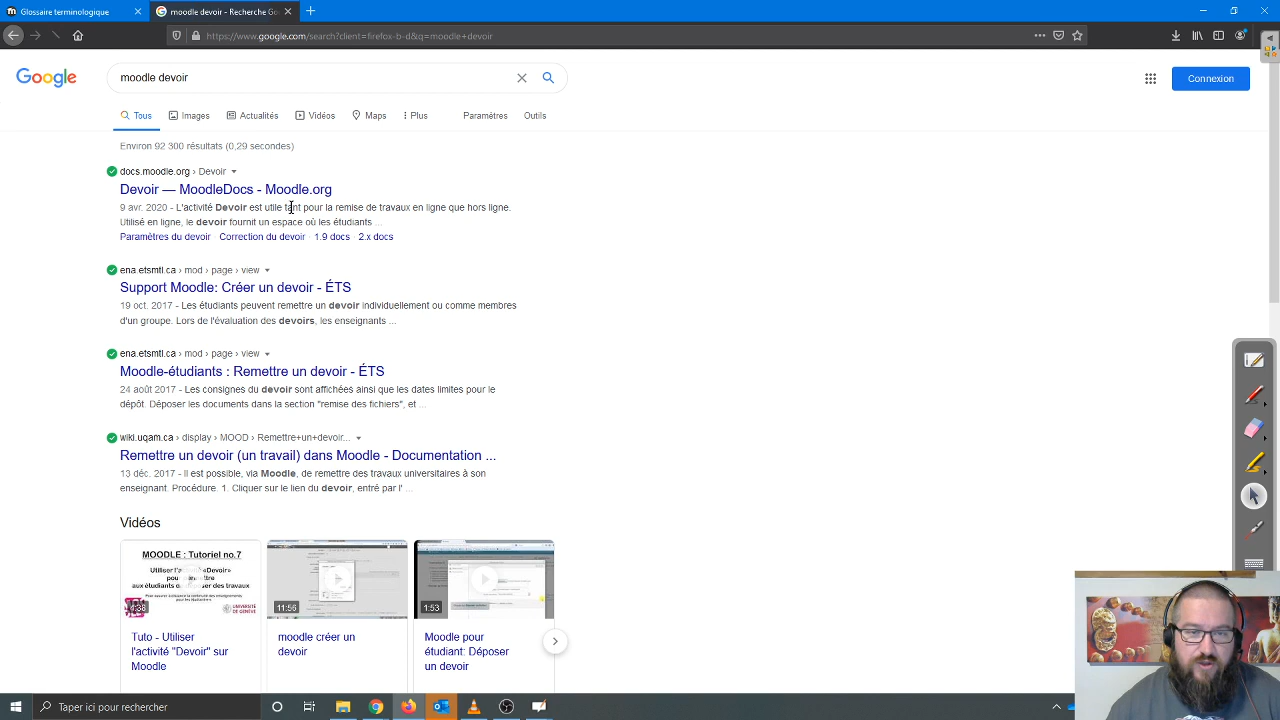 Glossaire terminologique
moodle devoir - Recherche Go
https://www.google.com/search?client=firefox-b-d&q=moodle+devoir
Google
moodle devoir
Connexion
Tous Images Actualités Vidéos Maps Plus Paramètres Outils
Environ 92 300 résultats (0,29 secondes)
docs.moodle.org › Devoir
Devoir — MoodleDocs - Moodle.org
9 avr. 2020 - L'activité Devoir est utile tant pour la remise de travaux en ligne que hors ligne.
Utilisé en ligne, le devoir fournit un espace où les étudiants ...
Paramètres du devoir · Correction du devoir · 1.9 docs · 2.x docs
ena.etsmtl.ca › mod › page › view
Support Moodle: Créer un devoir - ÉTS
19 oct. 2017 - Les étudiants peuvent remettre un devoir individuellement ou comme membres
d'un groupe. Lors de l'évaluation des devoirs, les enseignants ...
ena.etsmtl.ca › mod › page › view
Moodle-étudiants : Remettre un devoir - ÉTS
24 août 2017 - Les consignes du devoir sont affichées ainsi que les dates limites pour le
dépôt. Déposer les documents dans la section "remise des fichiers", et ...
wiki.uqam.ca › display › MOOD › Remettre+un+devoir...
Remettre un devoir (un travail) dans Moodle - Documentation ...
13 déc. 2017 - Il est possible, via Moodle, de remettre des travaux universitaires à son
enseignant. Procédure. 1. Cliquer sur le lien du devoir, entré par l' ...
Vidéos
MOODLE : Tutoriel no.7
UNIVERSITÉ
DE GENÈVE
11:56
1:53
Tuto - Utiliser
l'activité "Devoir" sur
Moodle
moodle créer un
devoir
Moodle pour
étudiant: Déposer
un devoir
Taper ici pour rechercher